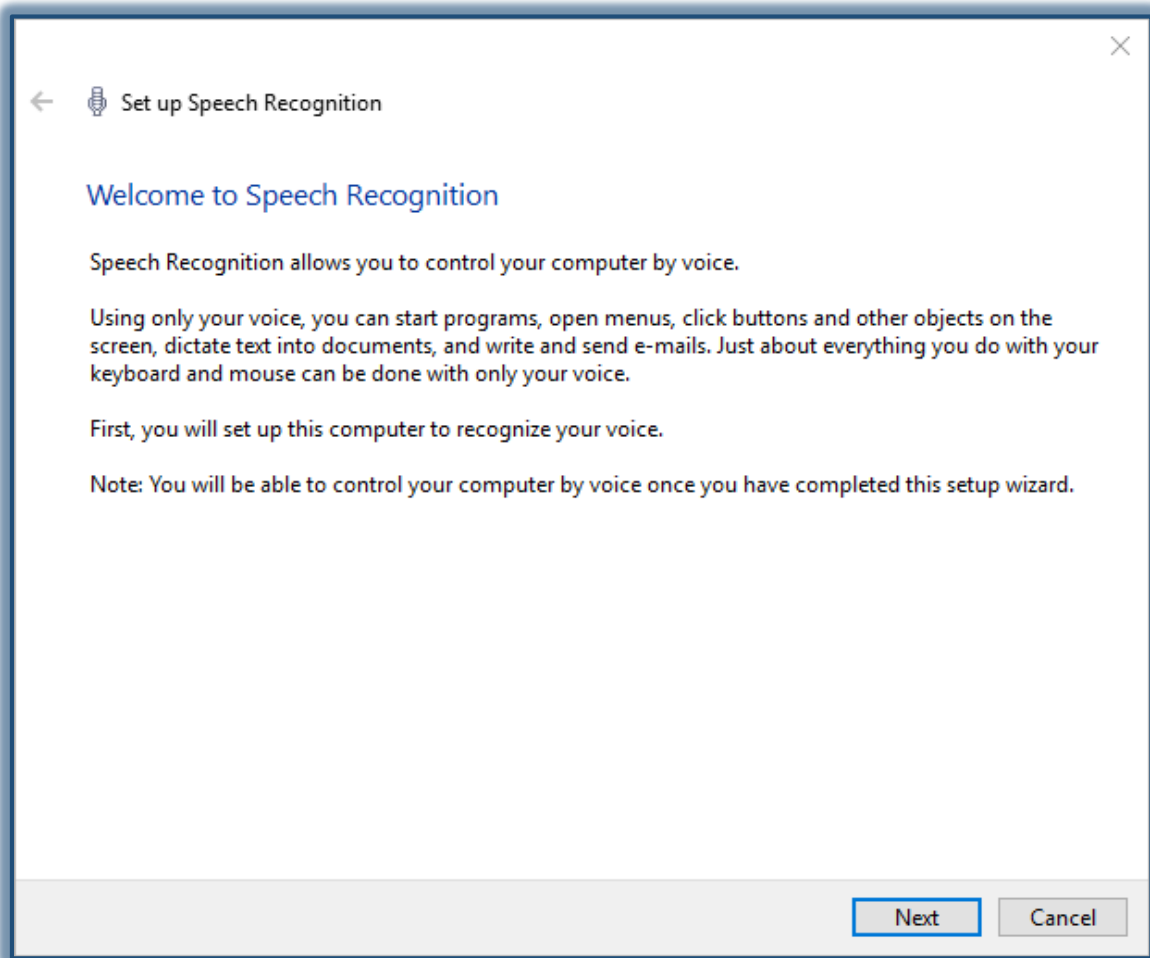 Set up Speech Recognition
Welcome to Speech Recognition
Speech Recognition allows you to control your computer by voice.
Using only your voice, you can start programs, open menus, click buttons and other objects on the
screen, dictate text into documents, and write and send e-mails. Just about everything you do with your
keyboard and mouse can be done with only your voice.
First, you will set up this computer to recognize your voice.
Note: You will be able to control your computer by voice once you have completed this setup wizard.
Next
Cancel